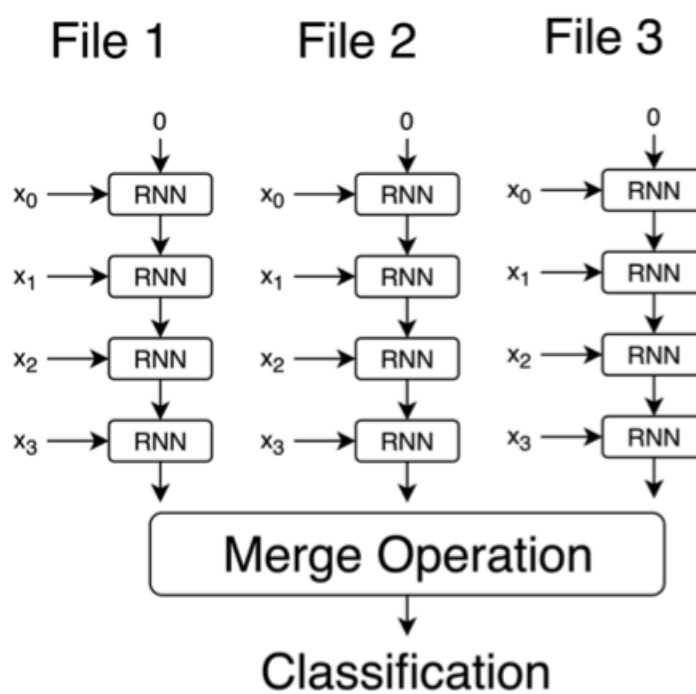 File 1 File 2 File 3
0 0 0
x₀ RNN x₀ RNN x₀ RNN
x₁ RNN x₁ RNN x₁ RNN
x₂ RNN x₂ RNN x₂ RNN
x₃ RNN x₃ RNN x₃ RNN
Merge Operation
Classification